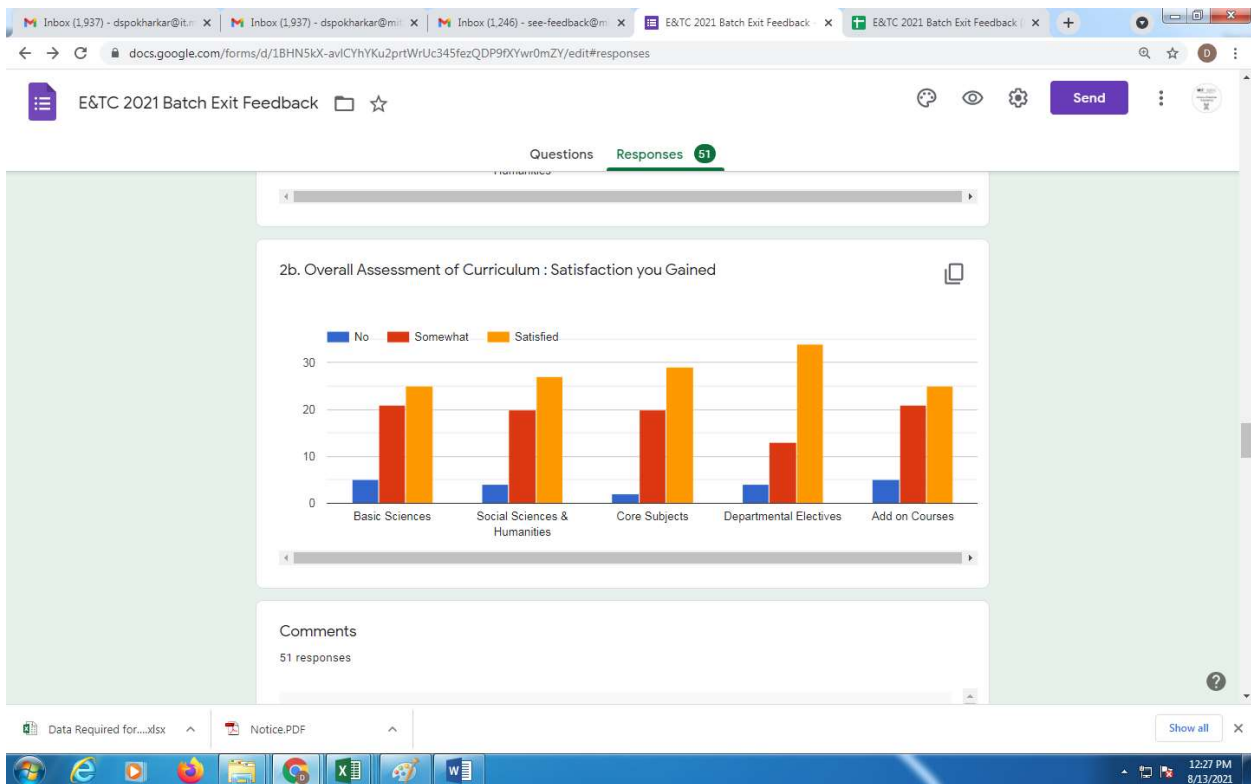 Inbox (1,937) - dspokharkar@it.m
Inbox (1,937) - dspokharkar@mit
Inbox (1,246) - see-feedback@m
E&TC 2021 Batch Exit Feedback -
E&TC 2021 Batch Exit Feedback (
docs.google.com/forms/d/1BHN5kX-avlCYhYKu2prtWrUc345fezQDP9fXYwr0mZY/edit#responses
D
E&TC 2021 Batch Exit Feedback
Send
Questions Responses 51
Humanities
2b. Overall Assessment of Curriculum : Satisfaction you Gained
No Somewhat Satisfied
30
20
10
0
Basic Sciences
Social Sciences &
Humanities
Core Subjects
Departmental Electives
Add on Courses
Comments
51 responses
Data Required for....xlsx
Notice.PDF
Show all
12:27 PM
8/13/2021